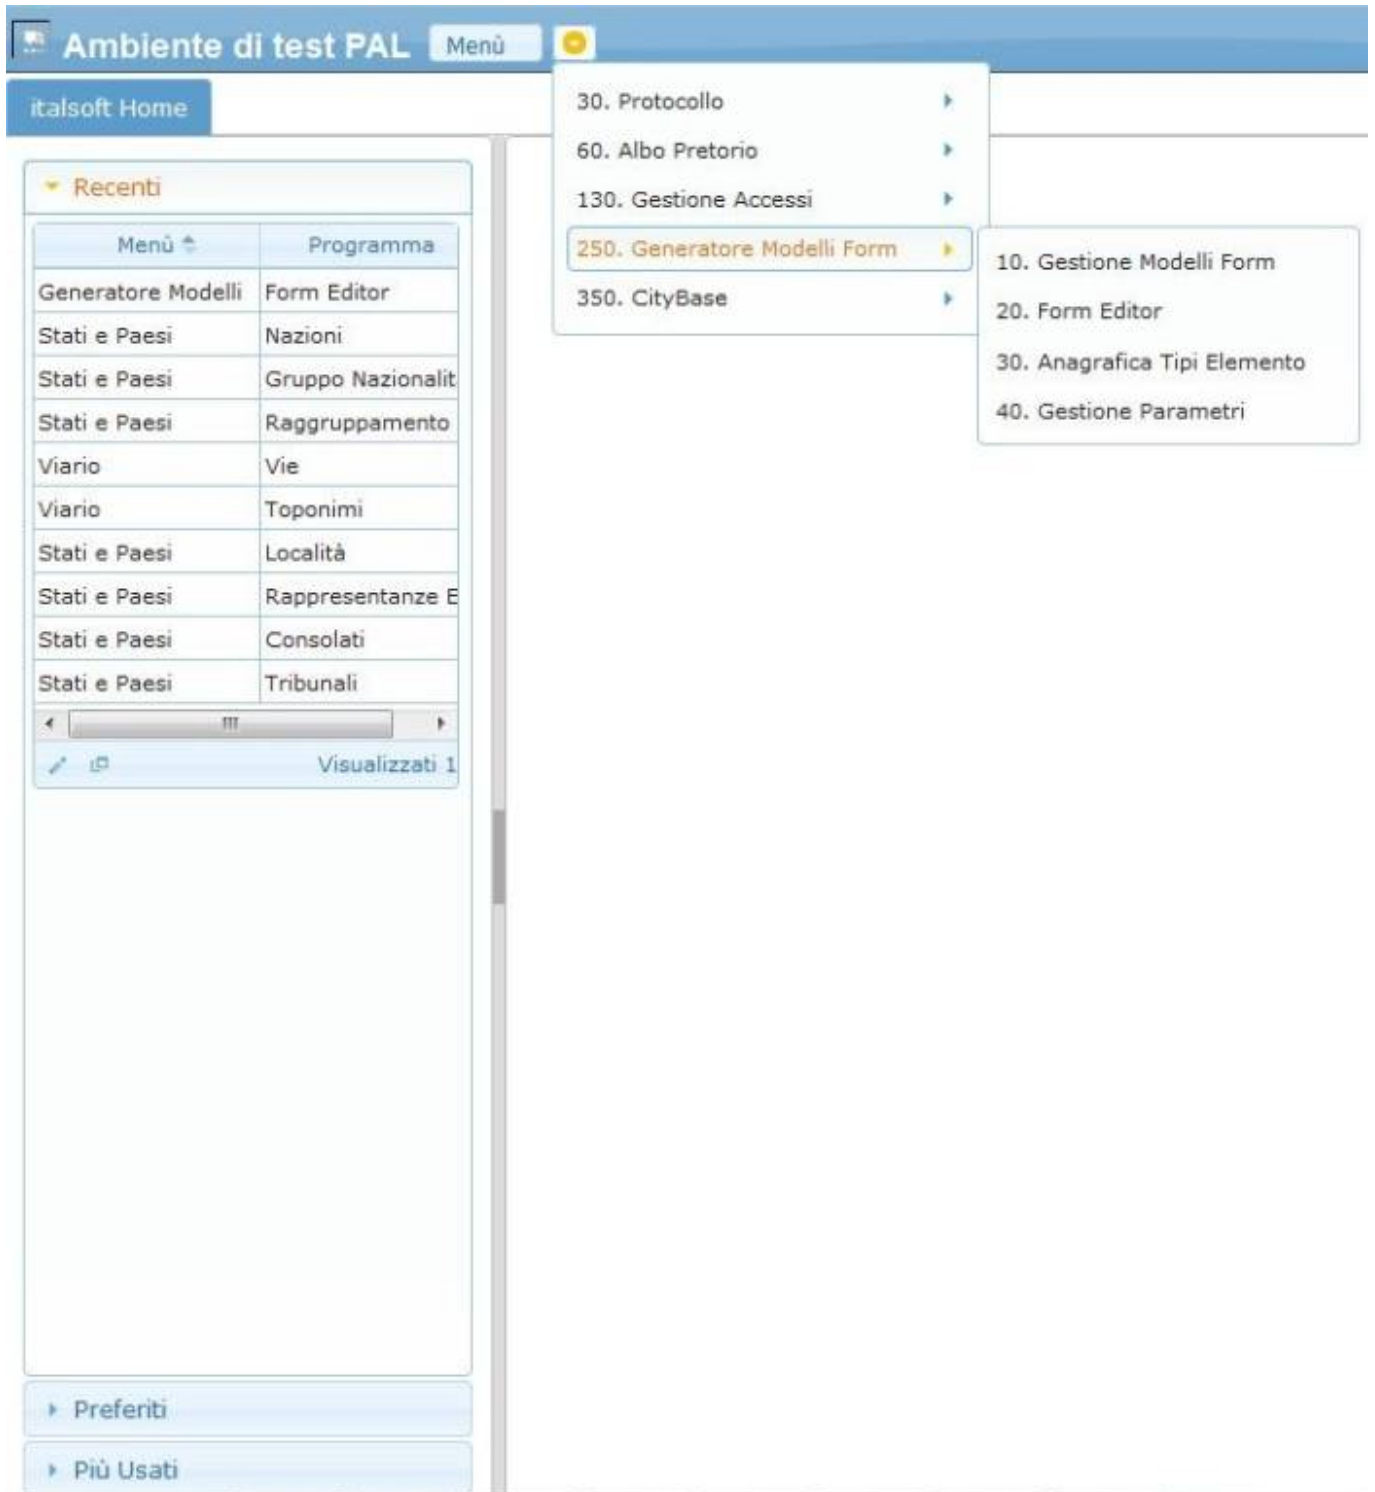 Ambiente di test PAL Menù
italsoft Home
30. Protocollo
60. Albo Pretorio
130. Gestione Accessi
250. Generatore Modelli Form
350. CityBase
10. Gestione Modelli Form
20. Form Editor
30. Anagrafica Tipi Elemento
40. Gestione Parametri
Recenti
Menù Programma
Generatore Modelli Form Editor
Stati e Paesi Nazioni
Stati e Paesi Gruppo Nazionalit
Stati e Paesi Raggruppamento
Viario Vie
Viario Toponimi
Stati e Paesi Località
Stati e Paesi Rappresentanze E
Stati e Paesi Consolati
Stati e Paesi Tribunali
Visualizzati 1
Preferiti
Più Usati